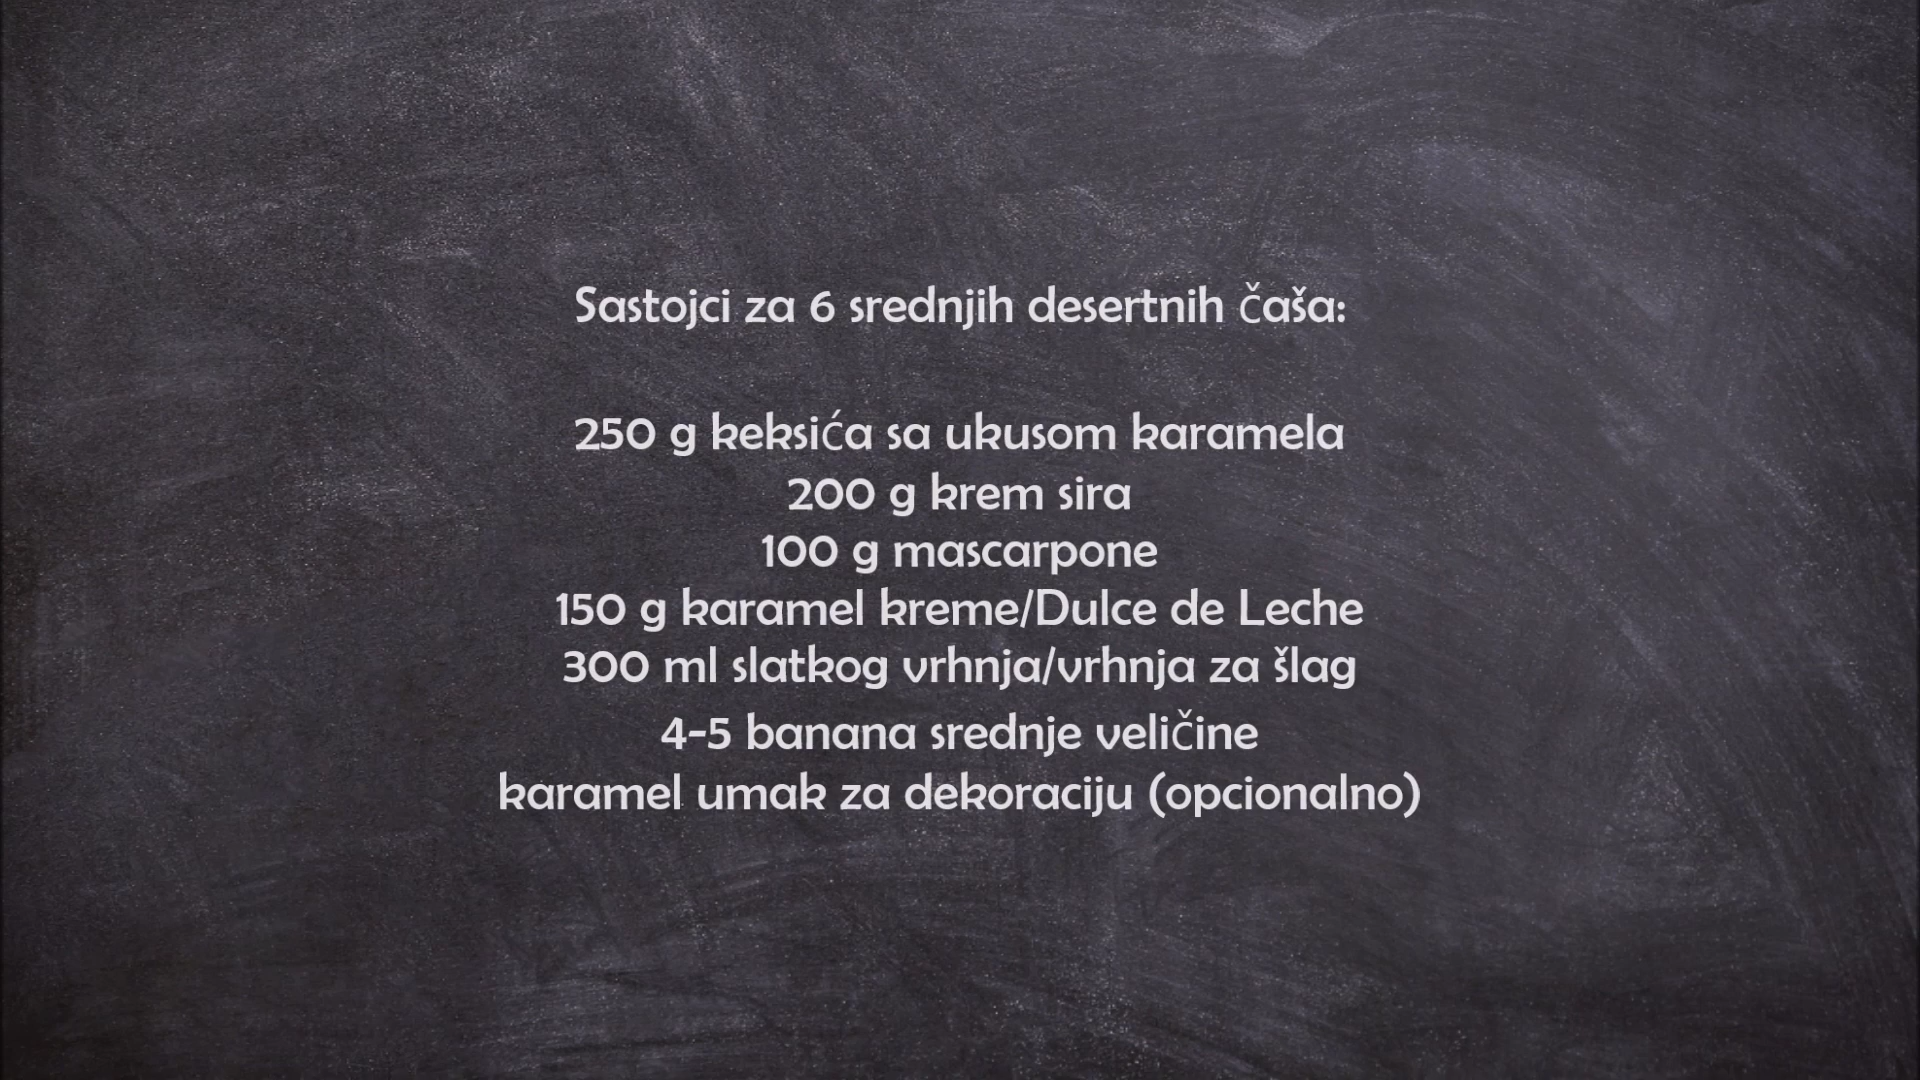 Sastojci za 6 srednjih desertnih čaša:
250 g keksića sa ukusom karamela
200 g krem sira
100 g mascarpone
150 g karamel kreme/Dulce de Leche
300 ml slatkog vrhnja/vrhnja za šlag
4-5 banana srednje veličine
karamel umak za dekoraciju (opcionalno)